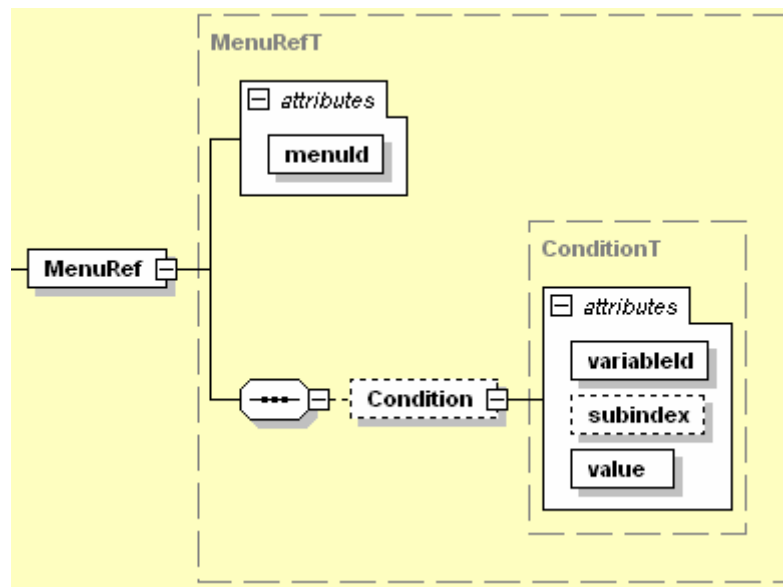 MenuRefT
attributes
menuId
MenuRef
ConditionT
attributes
variableId
Condition
subindex
value